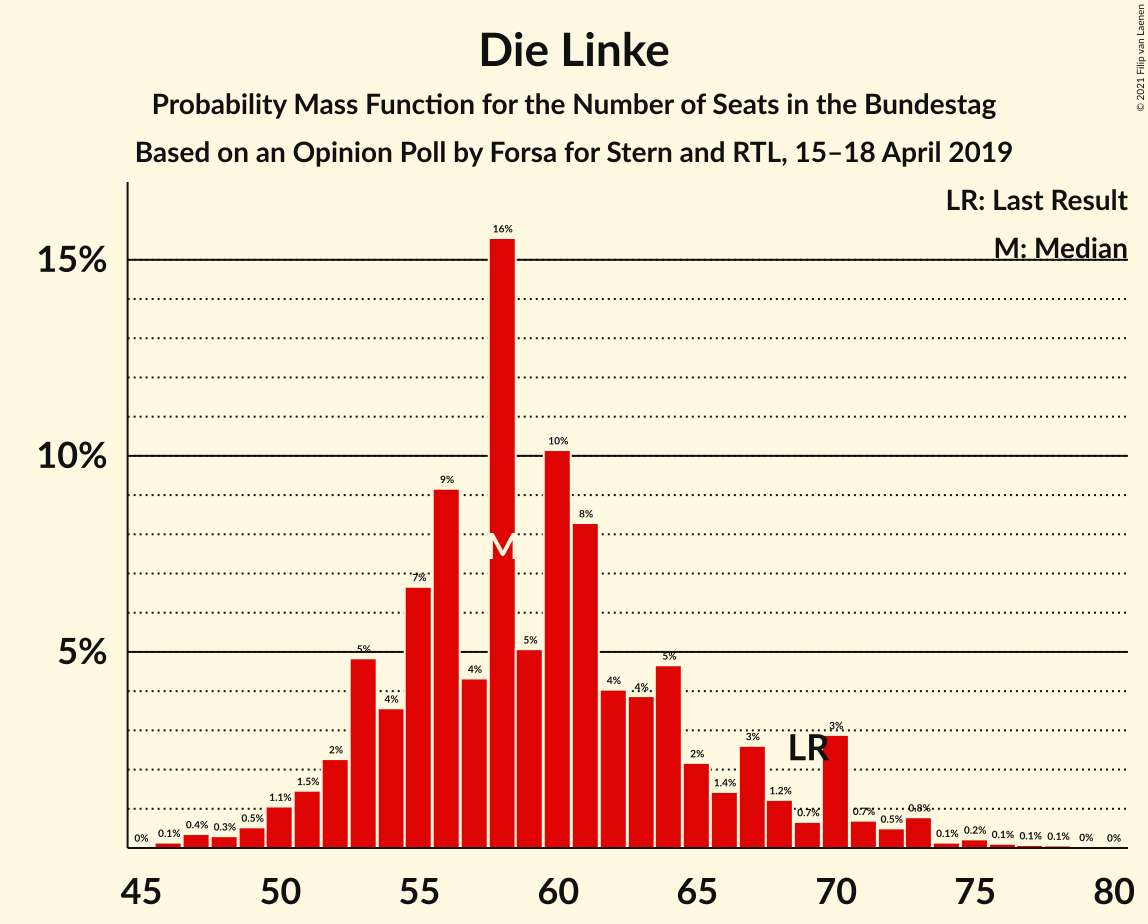 Die Linke
Probability Mass Function for the Number of Seats in the Bundestag
Based on an Opinion Poll by Forsa for Stern and RTL, 15–18 April 2019
© 2021 Filip van Laenen
LR: Last Result
M: Median
15%
10%
5%
0% 0.1% 0.4% 0.3% 0.5% 1.1% 1.5% 2% 5% 4% 7% 9% 4% 16% 5% 10% 8% 4% 4% 5% 2% 1.4% 3% 1.2% 0.7% 3% 0.7% 0.5% 0.8% 0.1% 0.2% 0.1% 0.1% 0.1% 0% 0%
M
LR
45 50 55 60 65 70 75 80